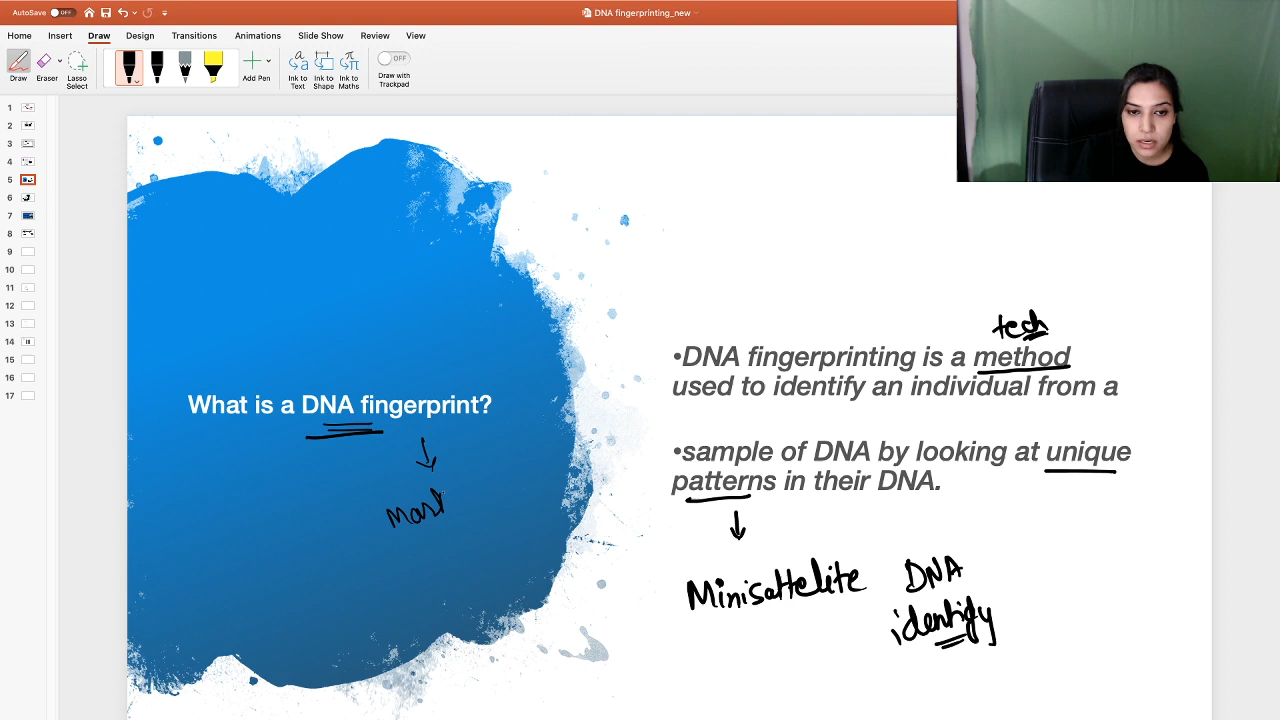 AutoSave OFF DNA fingerprinting_new
Home Insert Draw Design Transitions Animations Slide Show Review View
OFF
Draw Eraser Lasso Select Add Pen Ink to Text Ink to Shape Ink to Maths Draw with Trackpad
1
2
3
4
5
6
7
8
9
10
11
12
13
14
15
16
17
What is a DNA fingerprint?
tech
•DNA fingerprinting is a method
used to identify an individual from a
•sample of DNA by looking at unique
patterns in their DNA.
Minisattelite DNA
identify